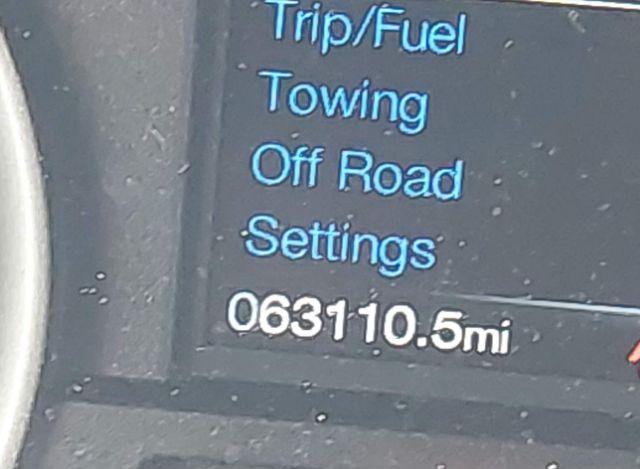 Trip/Fuel
Towing
Off Road
Settings
063110.5mi